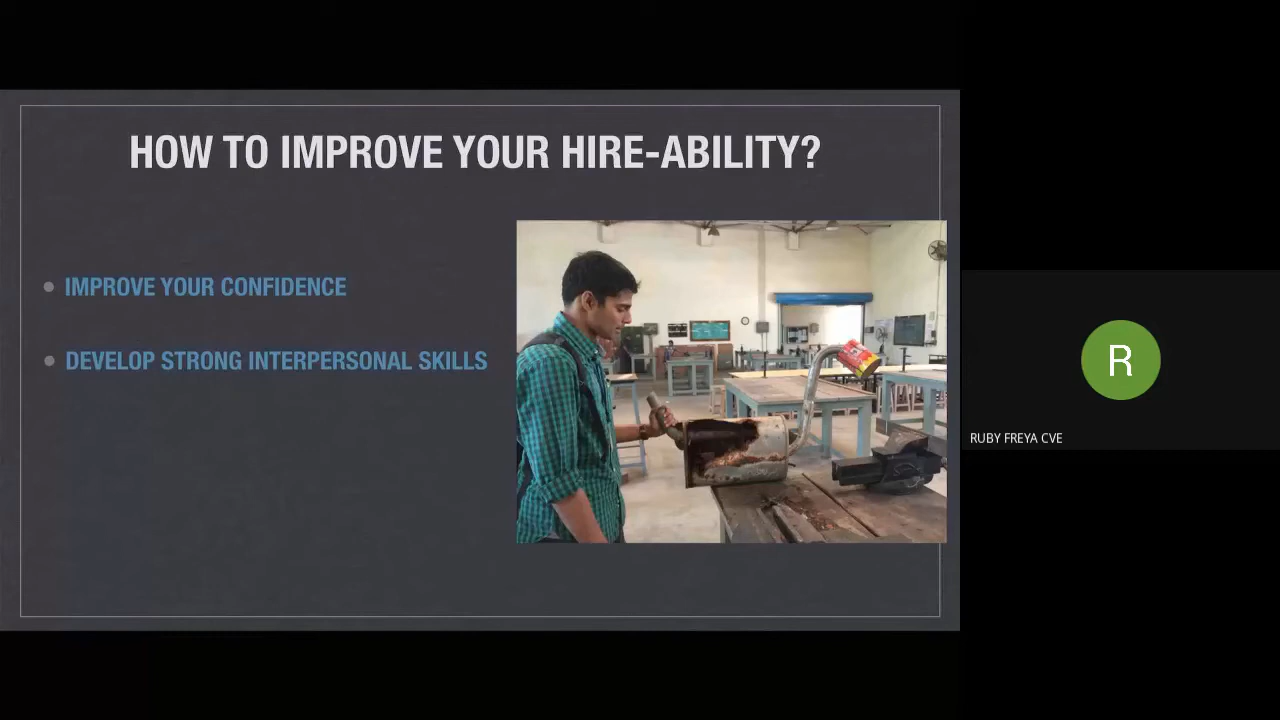 HOW TO IMPROVE YOUR HIRE-ABILITY?
IMPROVE YOUR CONFIDENCE
DEVELOP STRONG INTERPERSONAL SKILLS
R
RUBY FREYA CVE